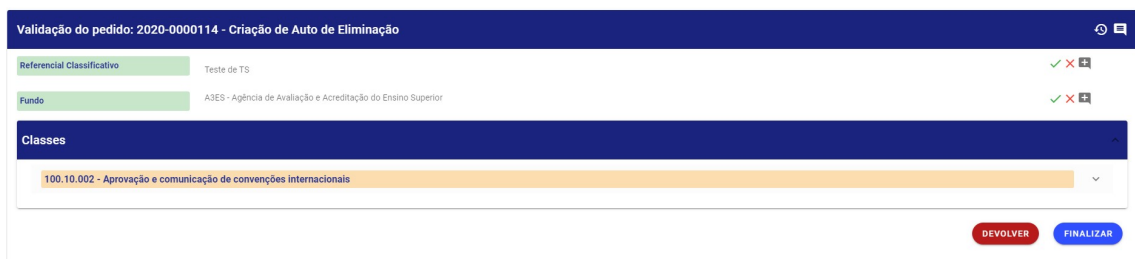 Validação do pedido: 2020-0000114 - Criação de Auto de Eliminação
Referencial Classificativo
Teste de TS
Fundo
A3ES - Agência de Avaliação e Acreditação do Ensino Superior
Classes
100.10.002 - Aprovação e comunicação de convenções internacionais
DEVOLVER
FINALIZAR